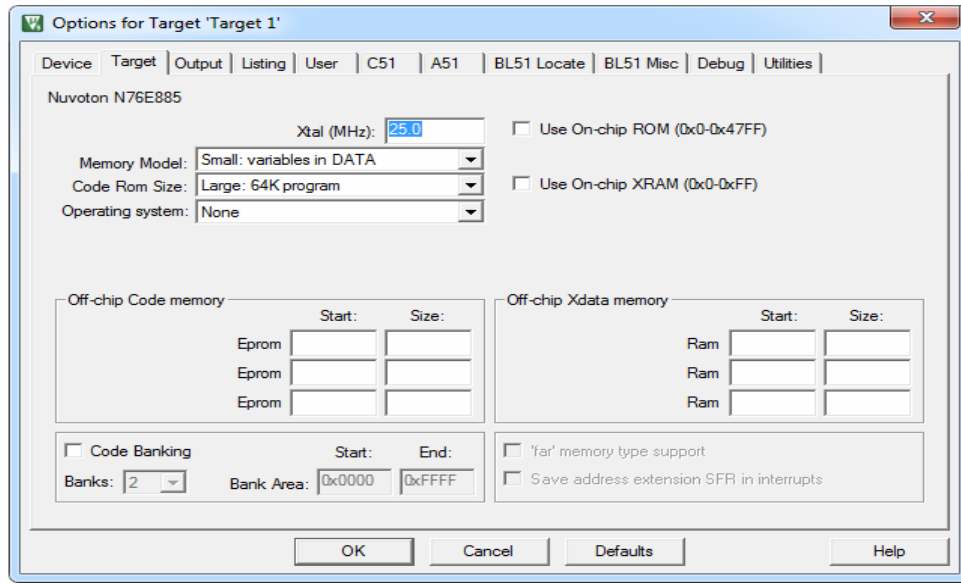 Options for Target 'Target 1'
Device Target Output Listing User C51 A51 BL51 Locate BL51 Misc Debug Utilities
Nuvoton N76E885
Xtal (MHz): 25.0 Use On-chip ROM (0x0-0x47FF)
Memory Model: Small: variables in DATA
Code Rom Size: Large: 64K program Use On-chip XRAM (0x0-0xFF)
Operating system: None
Off-chip Code memory
Start: Size:
Eprom
Eprom
Eprom
Off-chip Xdata memory
Start: Size:
Ram
Ram
Ram
Code Banking Start: End:
Banks: 2 Bank Area: 0x0000 0xFFFF
'far' memory type support
Save address extension SFR in interrupts
OK Cancel Defaults Help